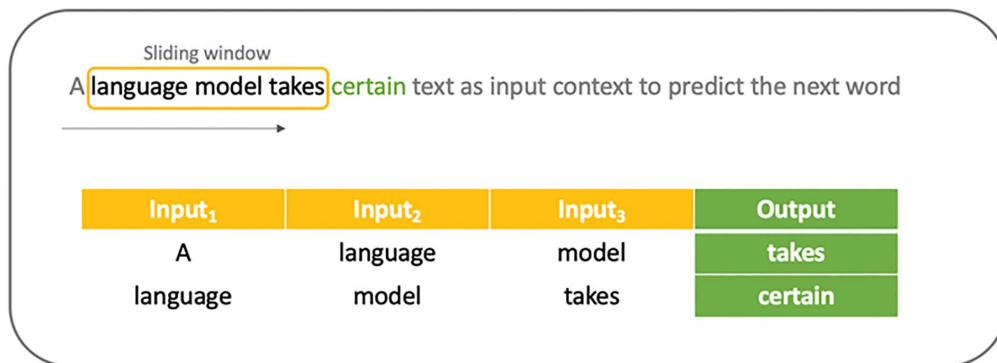 Sliding window
A language model takes certain text as input context to predict the next word
Input₁ Input₂ Input₃ Output
A language model takes
language model takes certain